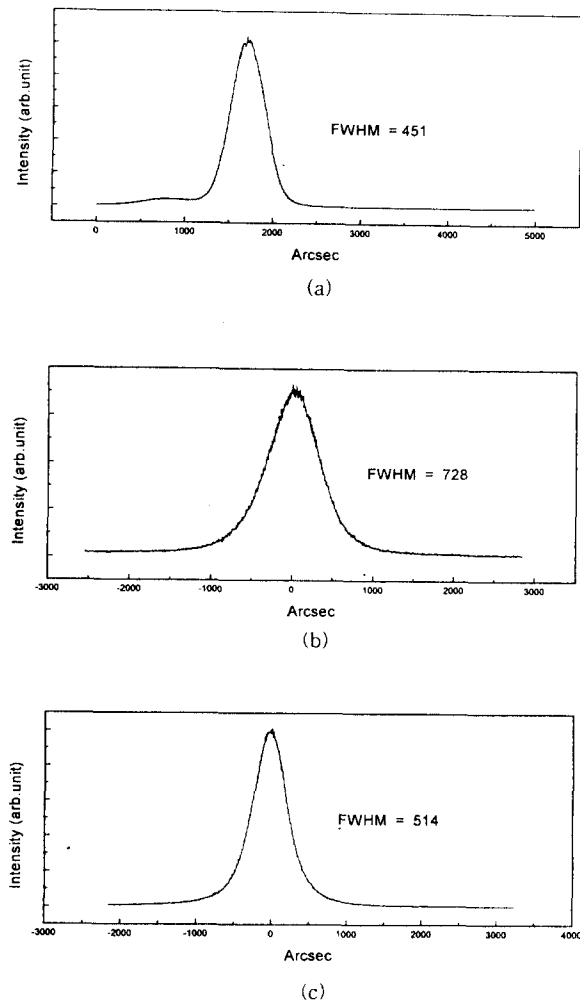 Intensity (arb.unit)
FWHM = 451
0 1000 2000 3000 4000 5000
Arcsec
(a)
Intensity (arb.unit)
FWHM = 728
-3000 -2000 -1000 0 1000 2000 3000
Arcsec
(b)
Intensity (arb.unit)
FWHM = 514
-3000 -2000 -1000 0 1000 2000 3000 4000
Arcsec
(c)